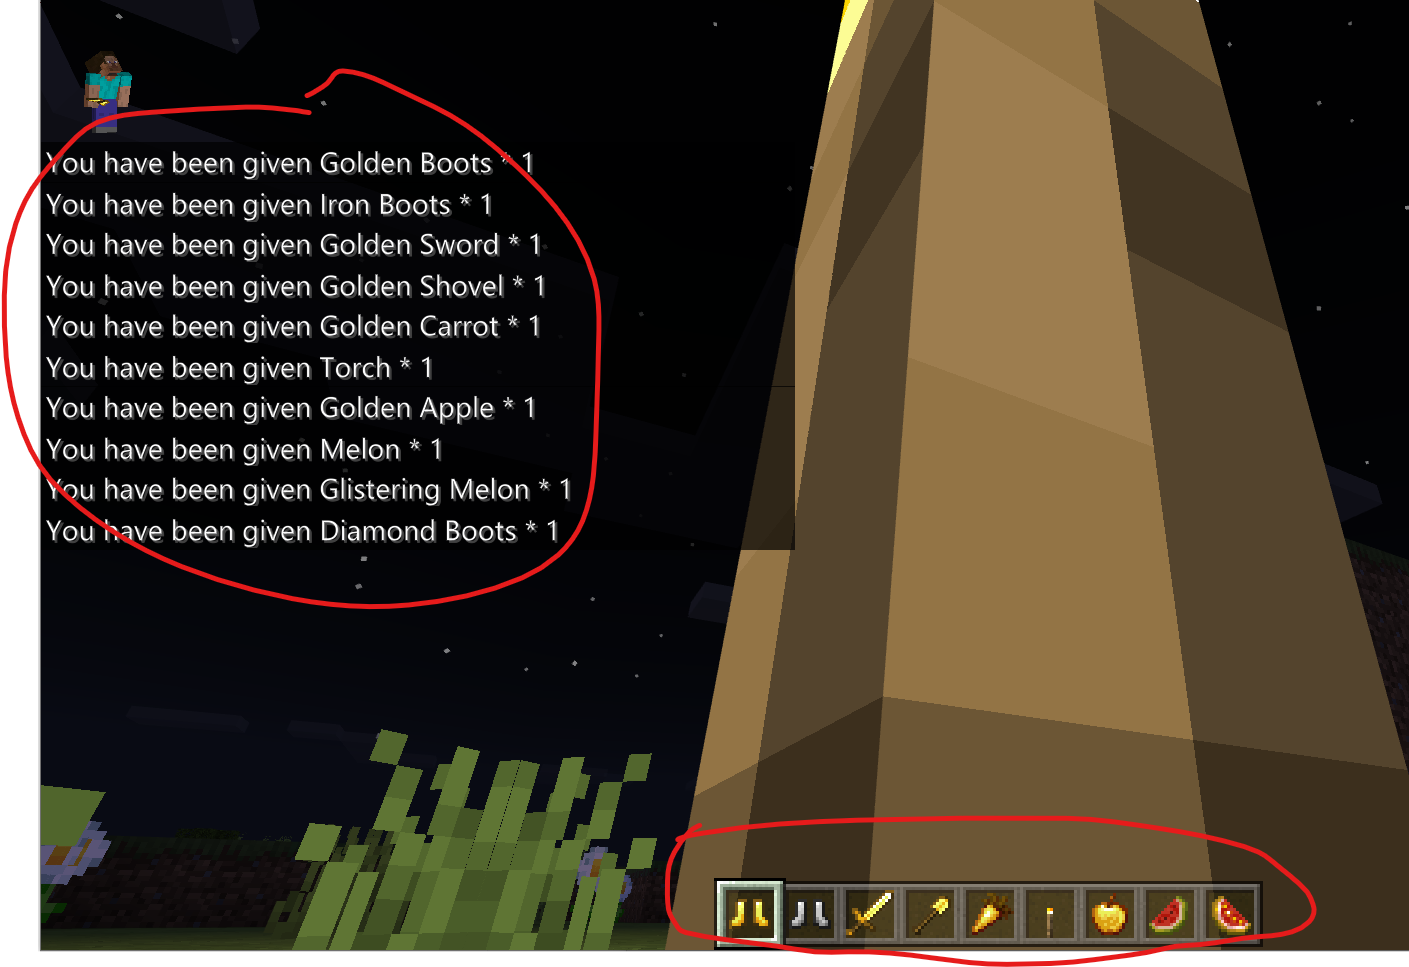 You have been given Golden Boots * 1
You have been given Iron Boots * 1
You have been given Golden Sword * 1
You have been given Golden Shovel * 1
You have been given Golden Carrot * 1
You have been given Torch * 1
You have been given Golden Apple * 1
You have been given Melon * 1
You have been given Glistering Melon * 1
You have been given Diamond Boots * 1